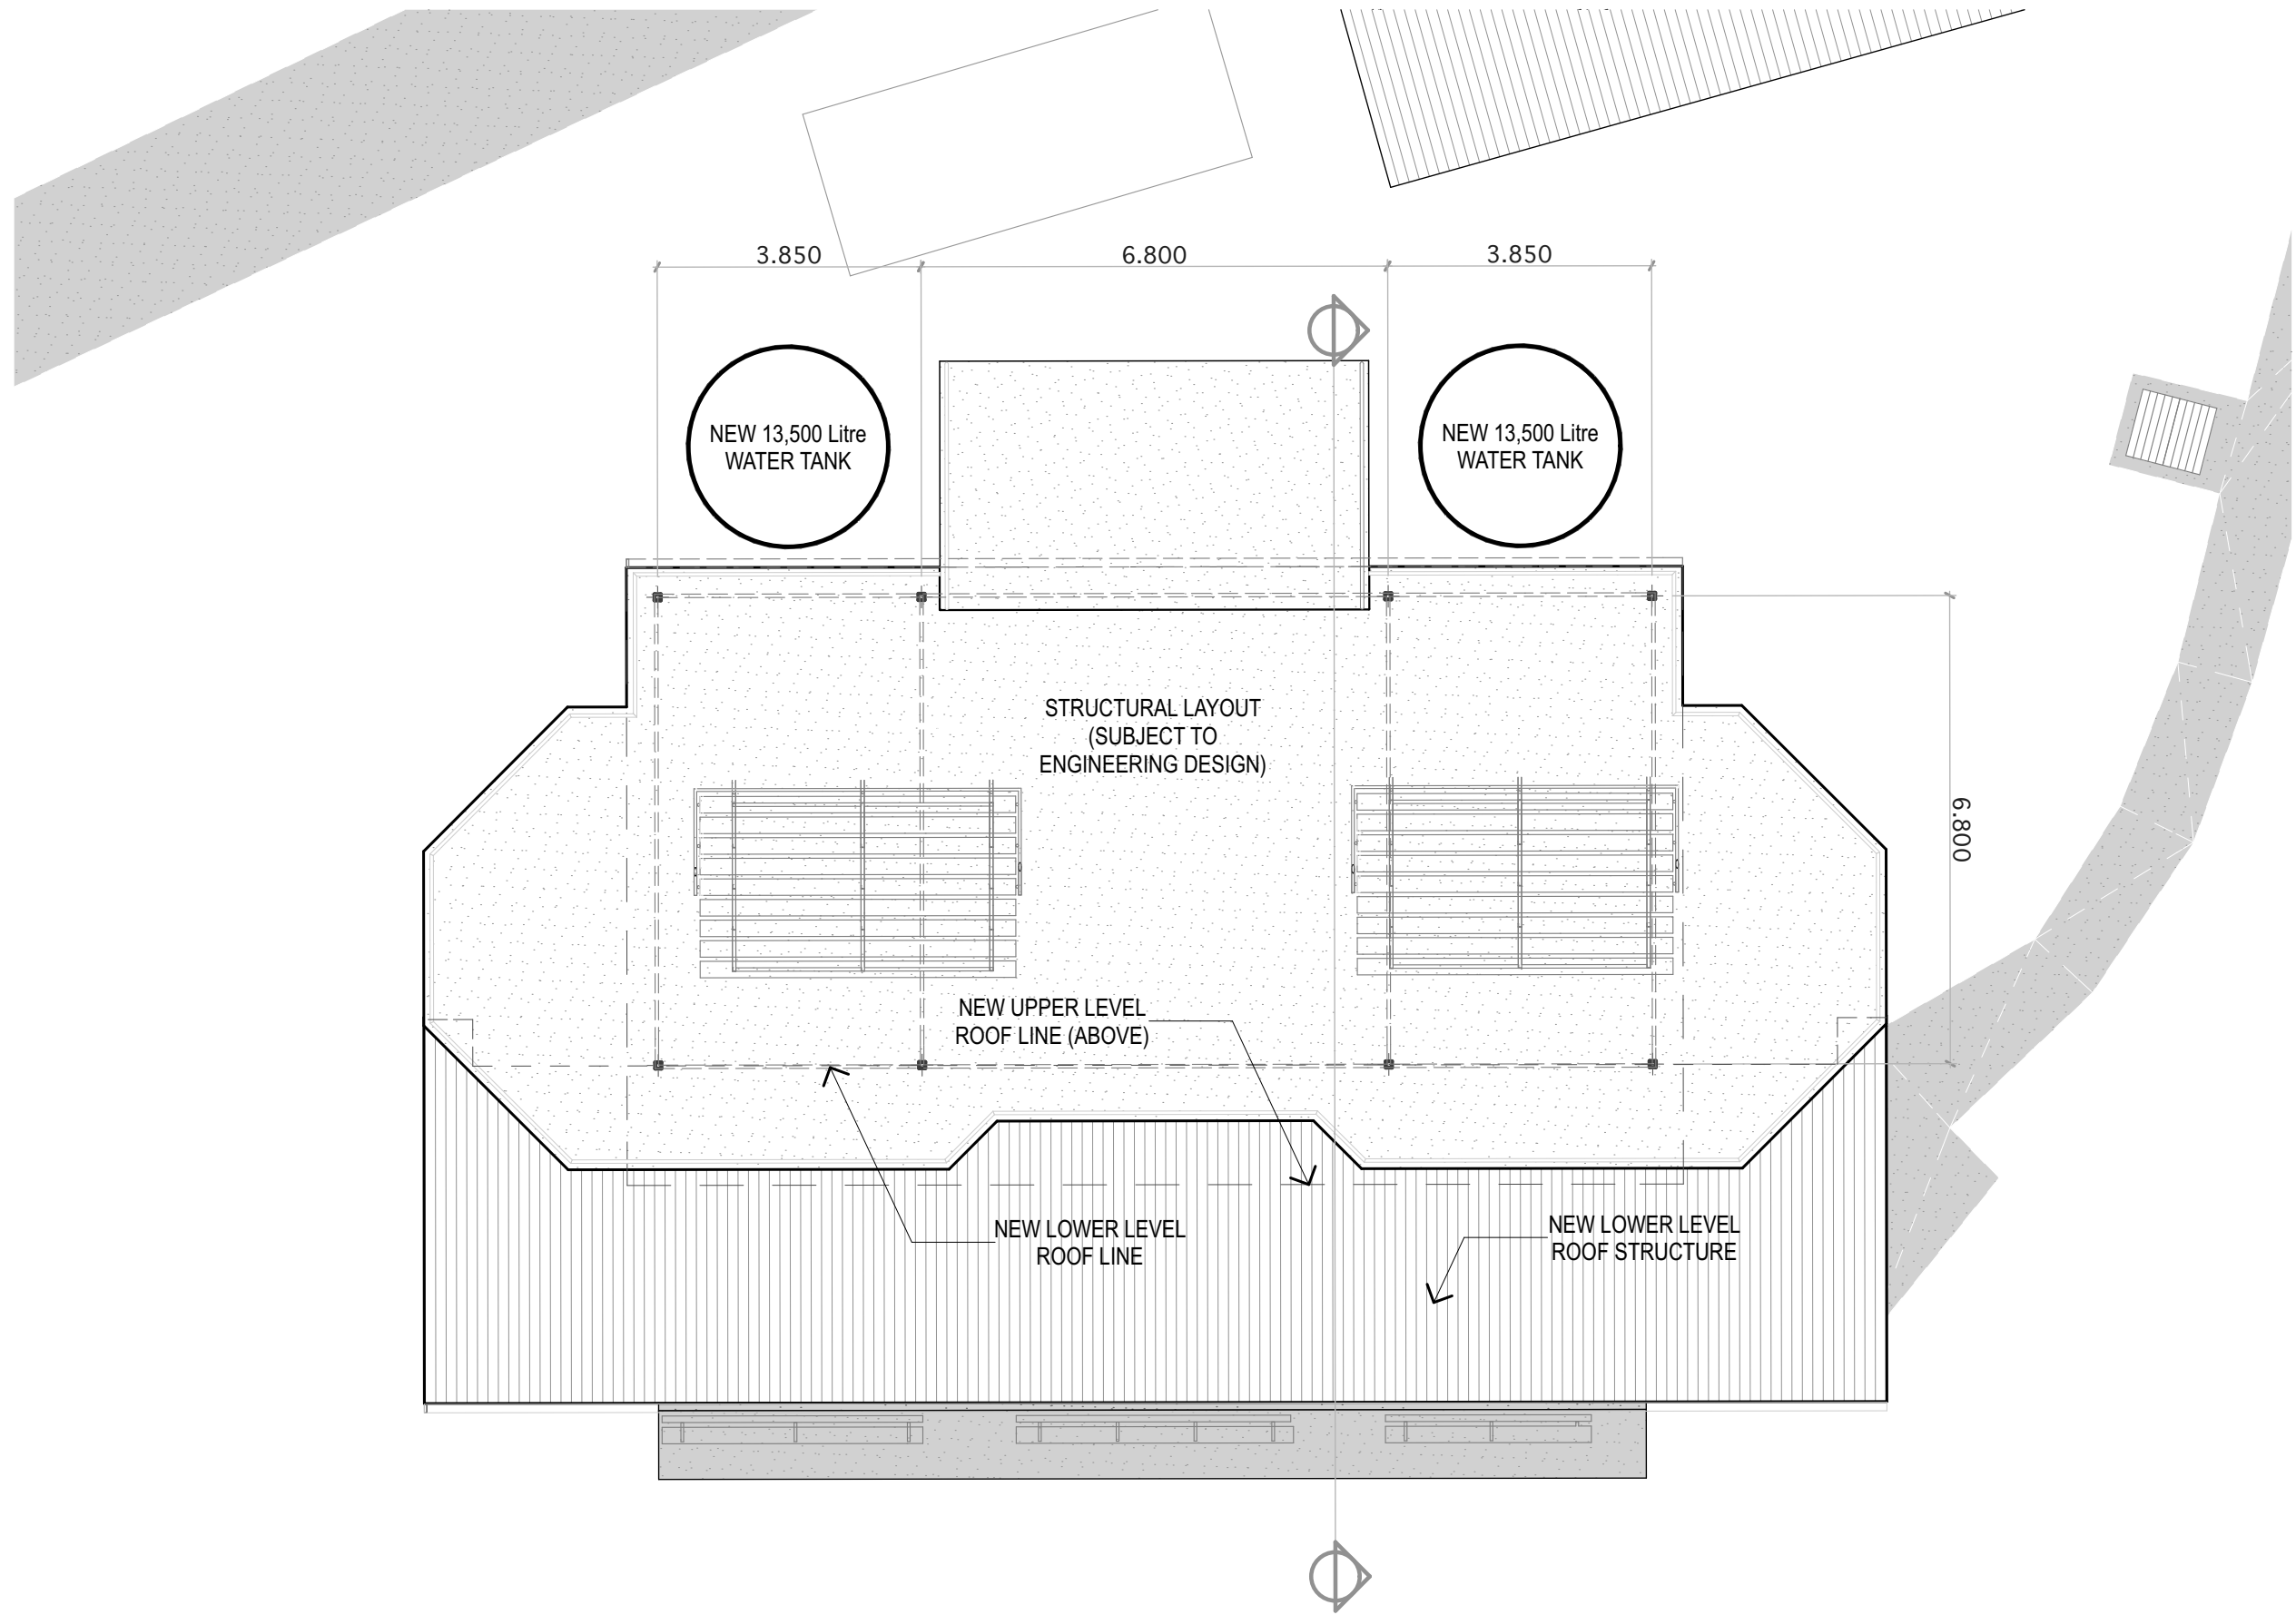 3.850
6.800
3.850
NEW 13,500 Litre
WATER TANK
NEW 13,500 Litre
WATER TANK
STRUCTURAL LAYOUT
(SUBJECT TO
ENGINEERING DESIGN)
6.800
NEW UPPER LEVEL
ROOF LINE (ABOVE)
NEW LOWER LEVEL
ROOF LINE
NEW LOWER LEVEL
ROOF STRUCTURE